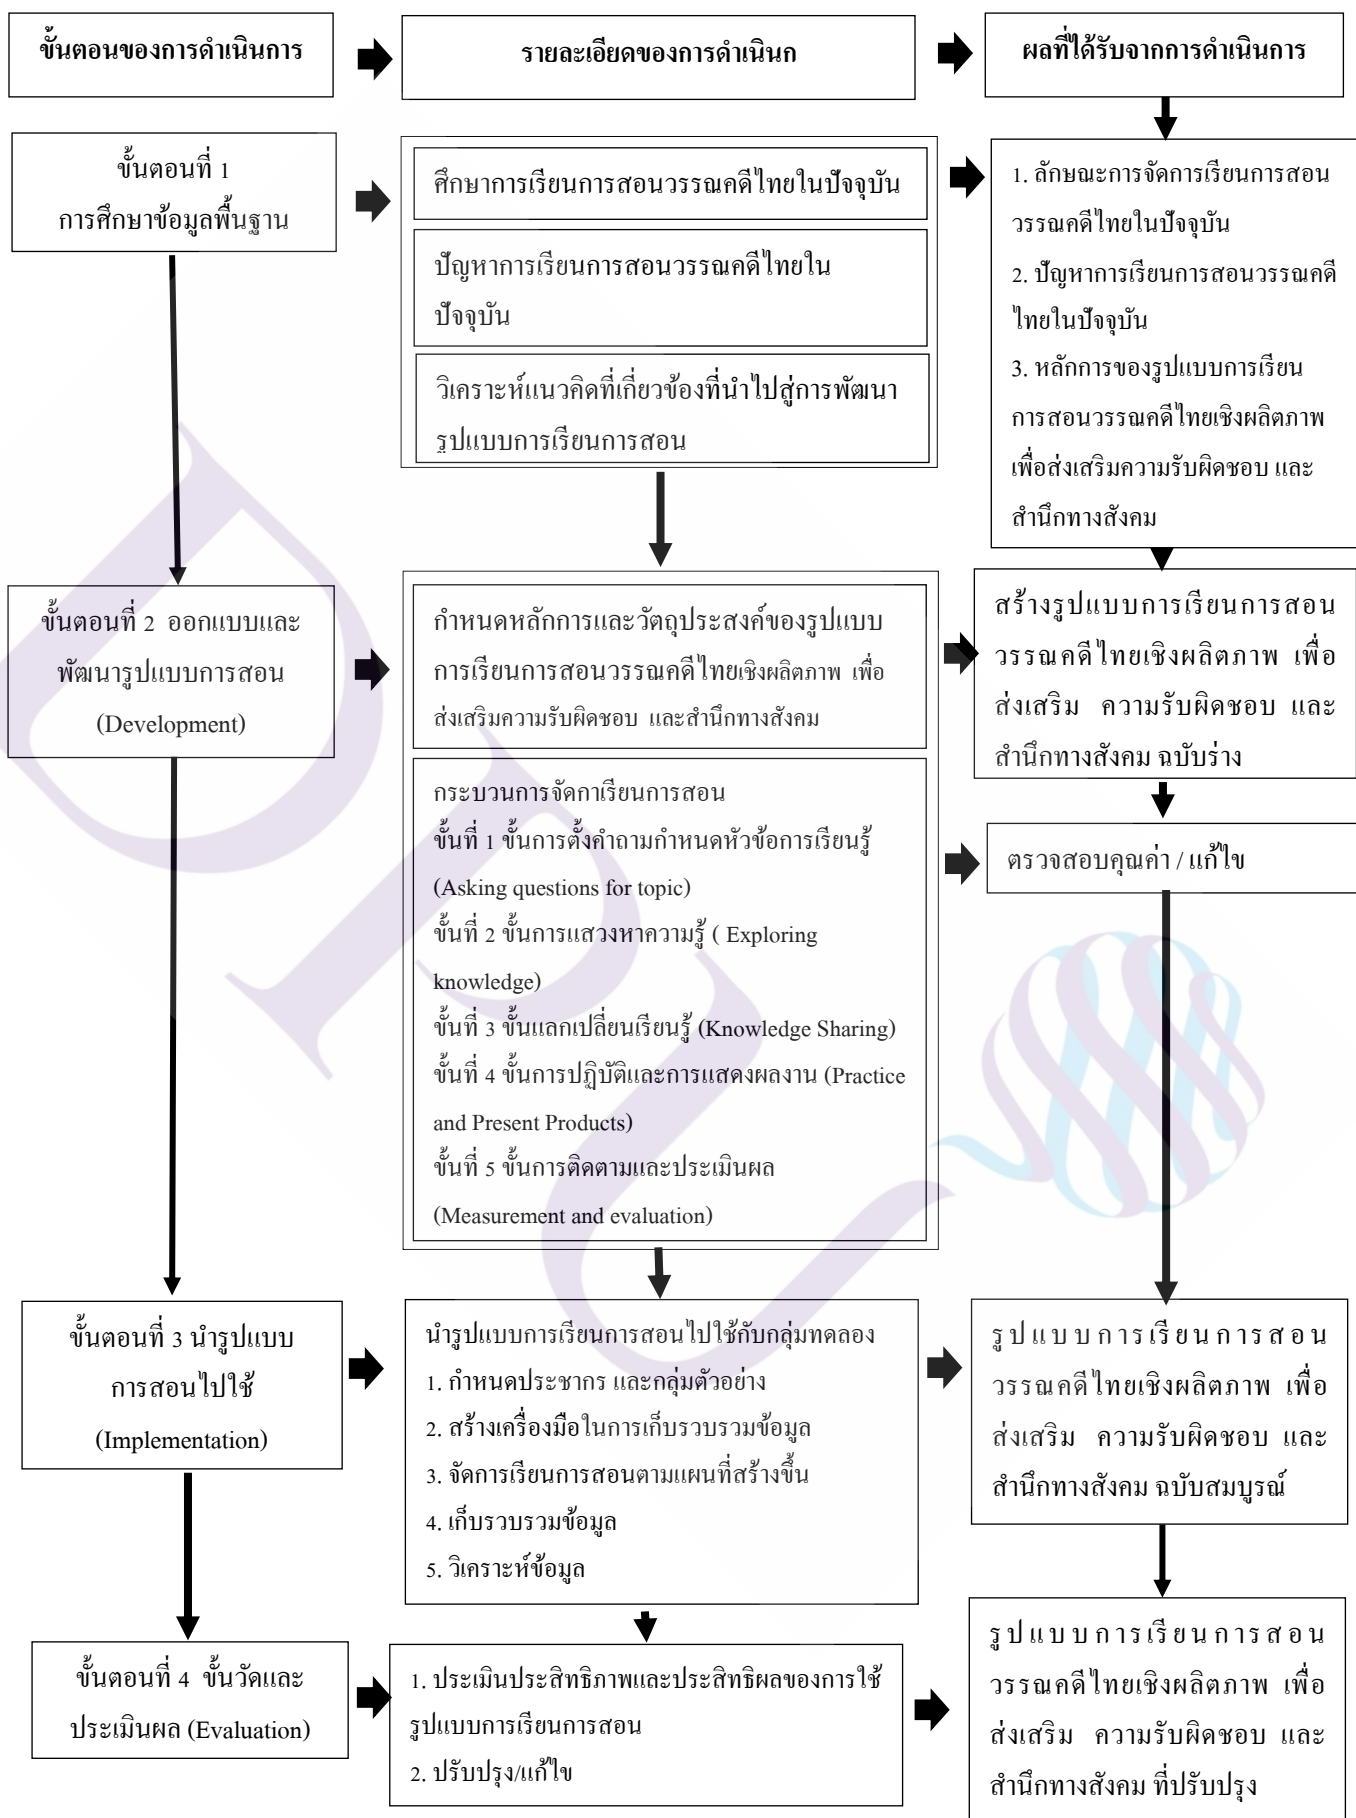 ขั้นตอนของการดำเนินการ
รายละเอียดของการดำเนินก
ผลที่ได้รับจากการดำเนินการ
ขั้นตอนที่ 1
การศึกษาข้อมูลพื้นฐาน
ศึกษาการเรียนการสอนวรรณคดีไทยในปัจจุบัน
ปัญหาการเรียนการสอนวรรณคดีไทยใน
ปัจจุบัน
วิเคราะห์แนวคิดที่เกี่ยวข้องที่นำไปสู่การพัฒนา
รูปแบบการเรียนการสอน
1. ลักษณะการจัดการเรียนการสอน
วรรณคดีไทยในปัจจุบัน
2. ปัญหาการเรียนการสอนวรรณคดี
ไทยในปัจจุบัน
3. หลักการของรูปแบบการเรียน
การสอนวรรณคดีไทยเชิงผลิตภาพ
เพื่อส่งเสริมความรับผิดชอบ และ
สำนึกทางสังคม
ขั้นตอนที่ 2 ออกแบบและ
พัฒนารูปแบบการสอน
(Development)
กำหนดหลักการและวัตถุประสงค์ของรูปแบบ
การเรียนการสอนวรรณคดีไทยเชิงผลิตภาพ เพื่อ
ส่งเสริมความรับผิดชอบ และสำนึกทางสังคม
กระบวนการจัดกาเรียนการสอน
ขั้นที่ 1 ขั้นการตั้งคำถามกำหนดหัวข้อการเรียนรู้
(Asking questions for topic)
ขั้นที่ 2 ขั้นการแสวงหาความรู้ ( Exploring
knowledge)
ขั้นที่ 3 ขั้นแลกเปลี่ยนเรียนรู้ (Knowledge Sharing)
ขั้นที่ 4 ขั้นการปฏิบัติและการแสดงผลงาน (Practice
and Present Products)
ขั้นที่ 5 ขั้นการติดตามและประเมินผล
(Measurement and evaluation)
สร้างรูปแบบการเรียนการสอน
วรรณคดีไทยเชิงผลิตภาพ เพื่อ
ส่งเสริม ความรับผิดชอบ และ
สำนึกทางสังคม ฉบับร่าง
ตรวจสอบคุณค่า / แก้ไข
ขั้นตอนที่ 3 นำรูปแบบ
การสอนไปใช้
(Implementation)
นำรูปแบบการเรียนการสอนไปใช้กับกลุ่มทดลอง
1. กำหนดประชากร และกลุ่มตัวอย่าง
2. สร้างเครื่องมือในการเก็บรวบรวมข้อมูล
3. จัดการเรียนการสอนตามแผนที่สร้างขึ้น
4. เก็บรวบรวมข้อมูล
5. วิเคราะห์ข้อมูล
รูปแบบการเรียนการสอน
วรรณคดีไทยเชิงผลิตภาพ เพื่อ
ส่งเสริม ความรับผิดชอบ และ
สำนึกทางสังคม ฉบับสมบูรณ์
ขั้นตอนที่ 4 ขั้นวัดและ
ประเมินผล (Evaluation)
1. ประเมินประสิทธิภาพและประสิทธิผลของการใช้
รูปแบบการเรียนการสอน
2. ปรับปรุง/แก้ไข
รูปแบบการเรียนการสอน
วรรณคดีไทยเชิงผลิตภาพ เพื่อ
ส่งเสริม ความรับผิดชอบ และ
สำนึกทางสังคม ที่ปรับปรุง
DPU